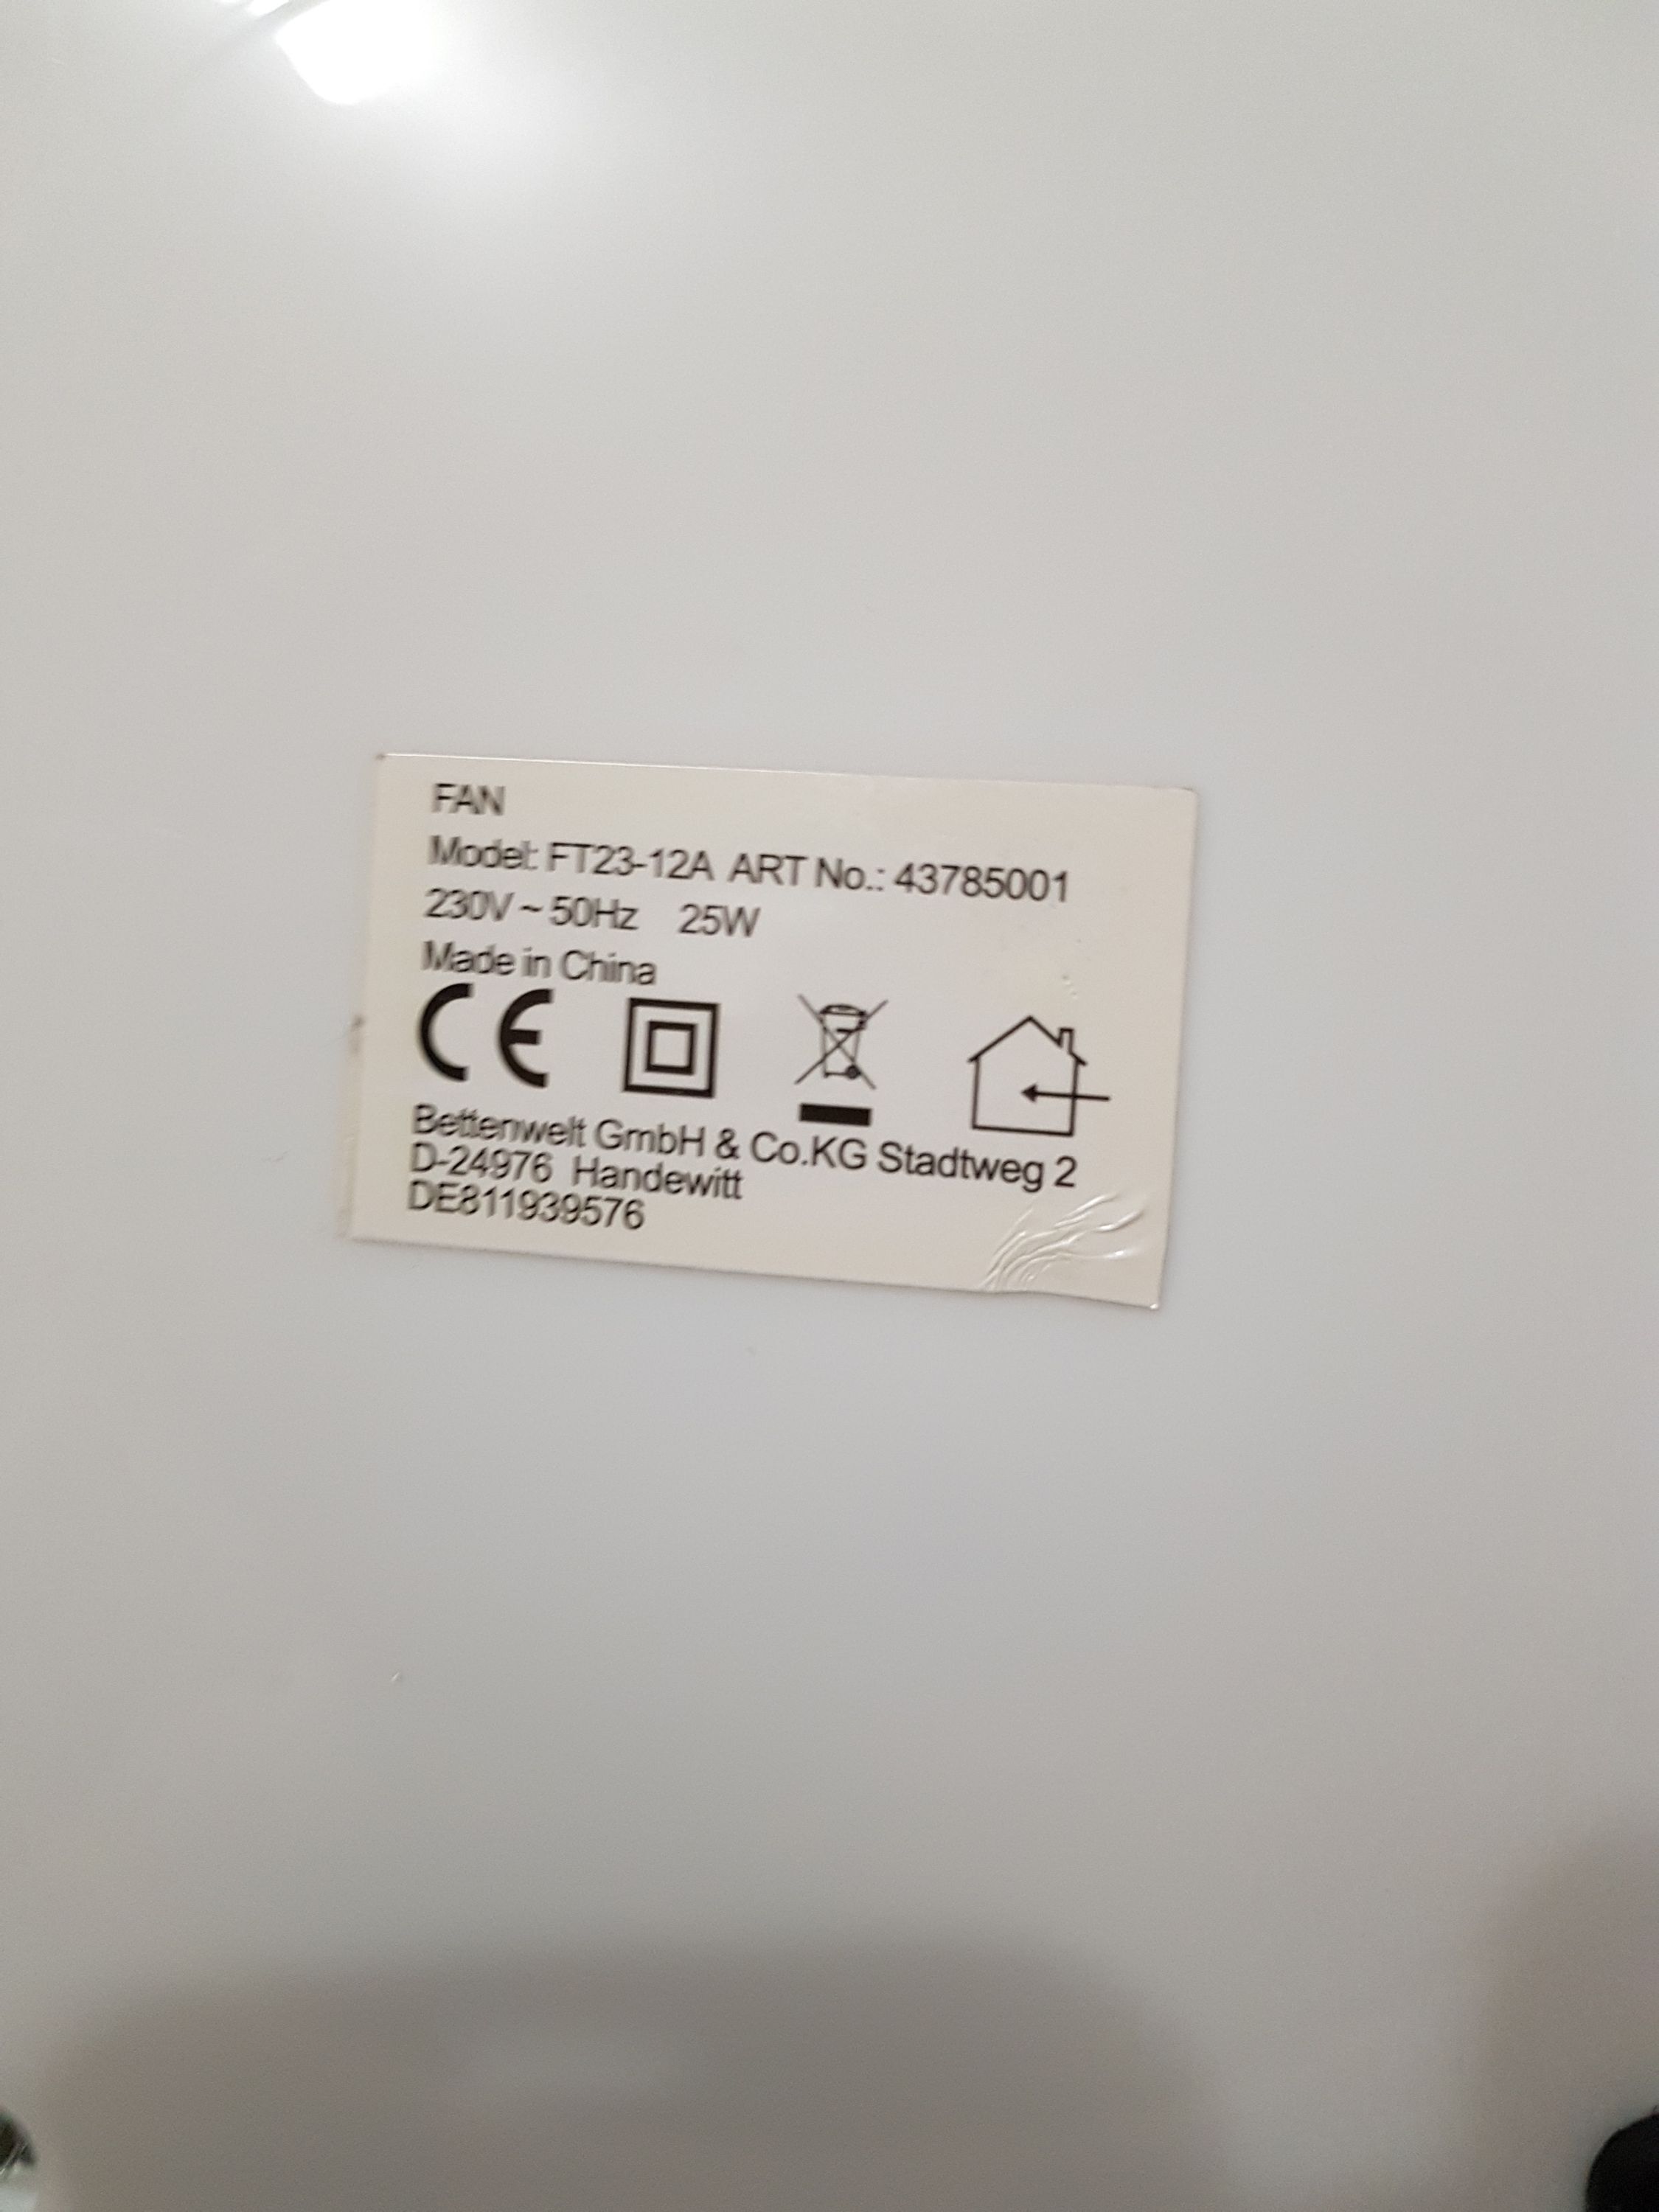 FAN
Model: FT23-12A ART No.: 43785001
230V ~ 50Hz 25W
Made in China
CE
Bettenwelt GmbH & Co.KG Stadtweg 2
D-24976 Handewitt
DE811939576